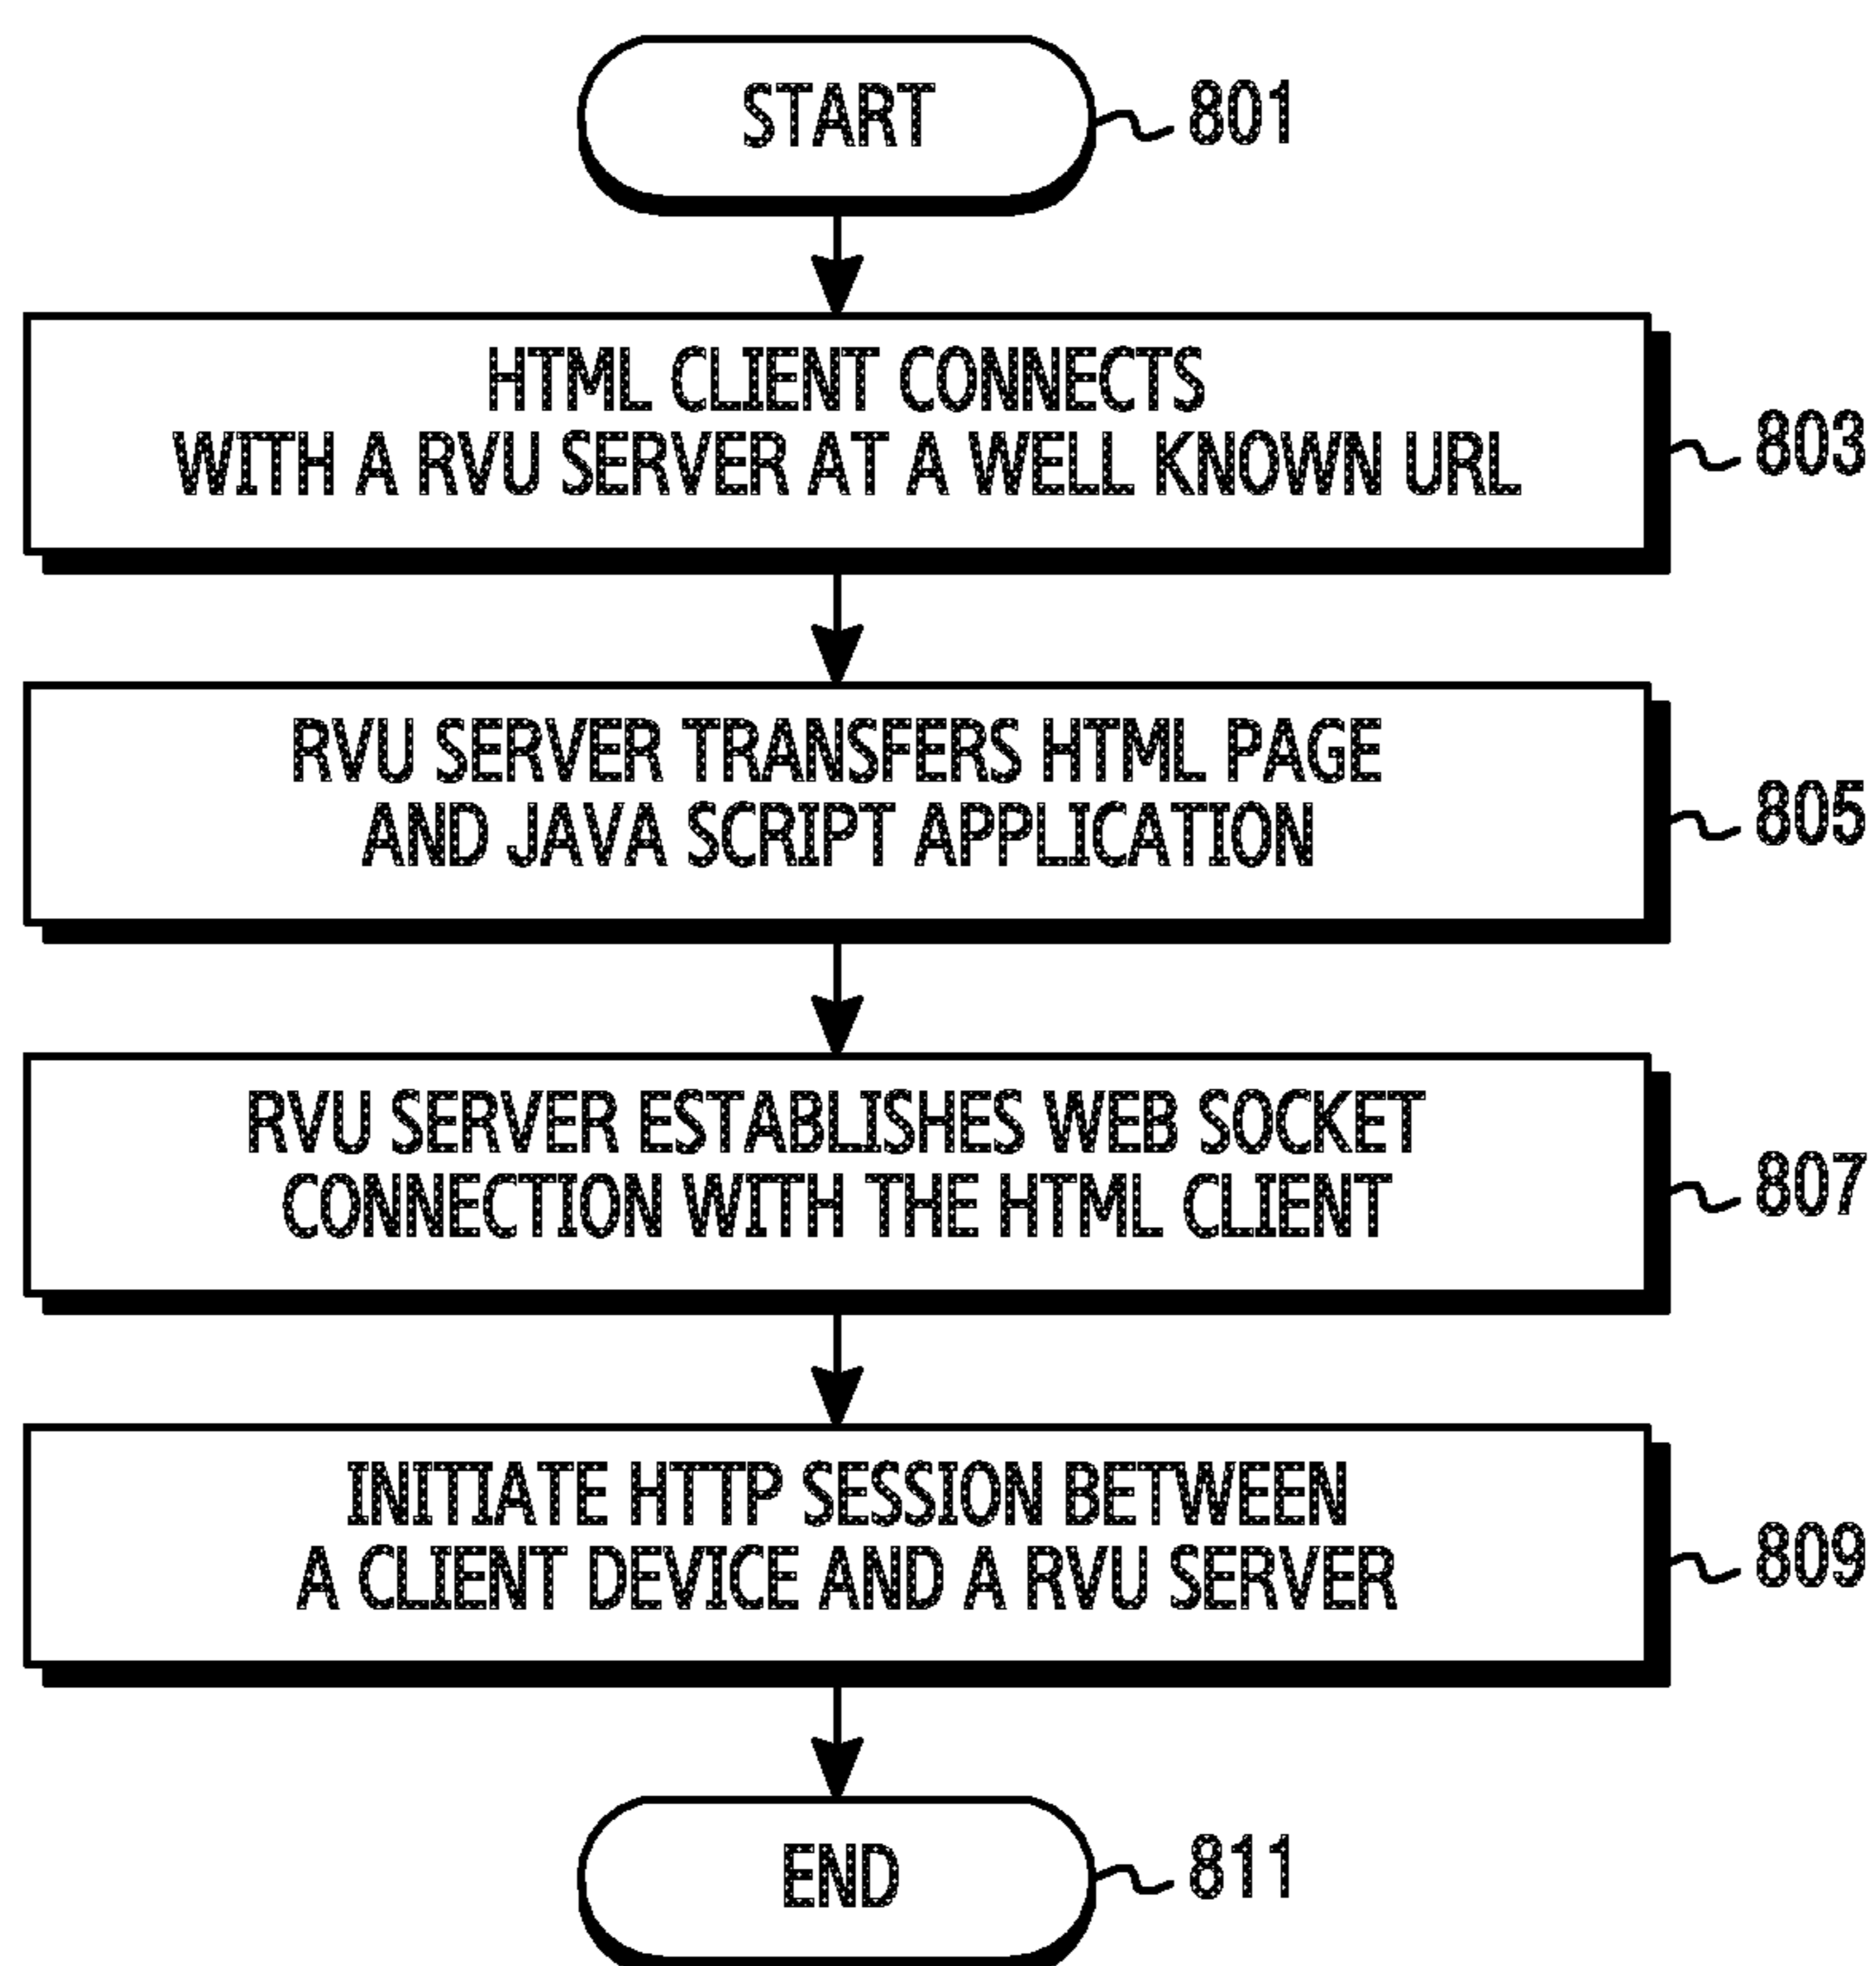 START
801
HTML CLIENT CONNECTS
WITH A RVU SERVER AT A WELL KNOWN URL
803
RVU SERVER TRANSFERS HTML PAGE
AND JAVA SCRIPT APPLICATION
805
RVU SERVER ESTABLISHES WEB SOCKET
CONNECTION WITH THE HTML CLIENT
807
INITIATE HTTP SESSION BETWEEN
A CLIENT DEVICE AND A RVU SERVER
809
END
811